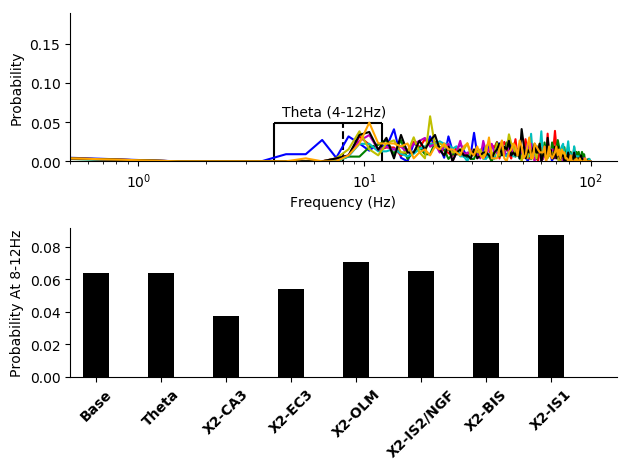 Probability
0.15
0.10
0.05
0.00
Theta (4-12Hz)
10⁰
10¹
10²
Frequency (Hz)
Probability At 8-12Hz
0.08
0.06
0.04
0.02
0.00
Base
Theta
X2-CA3
X2-EC3
X2-OLM
X2-IS2/NGF
X2-BIS
X2-IS1